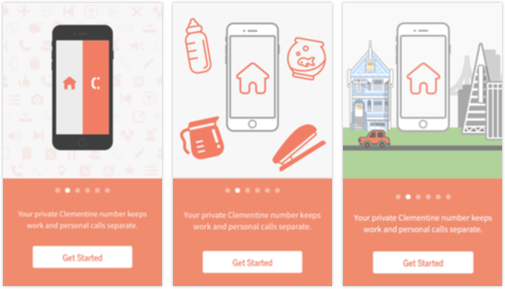 Your private Clementine number keeps
work and personal calls separate.
Get Started
Your private Clementine number keeps
work and personal calls separate.
Get Started
Your private Clementine number keeps
work and personal calls separate.
Get Started